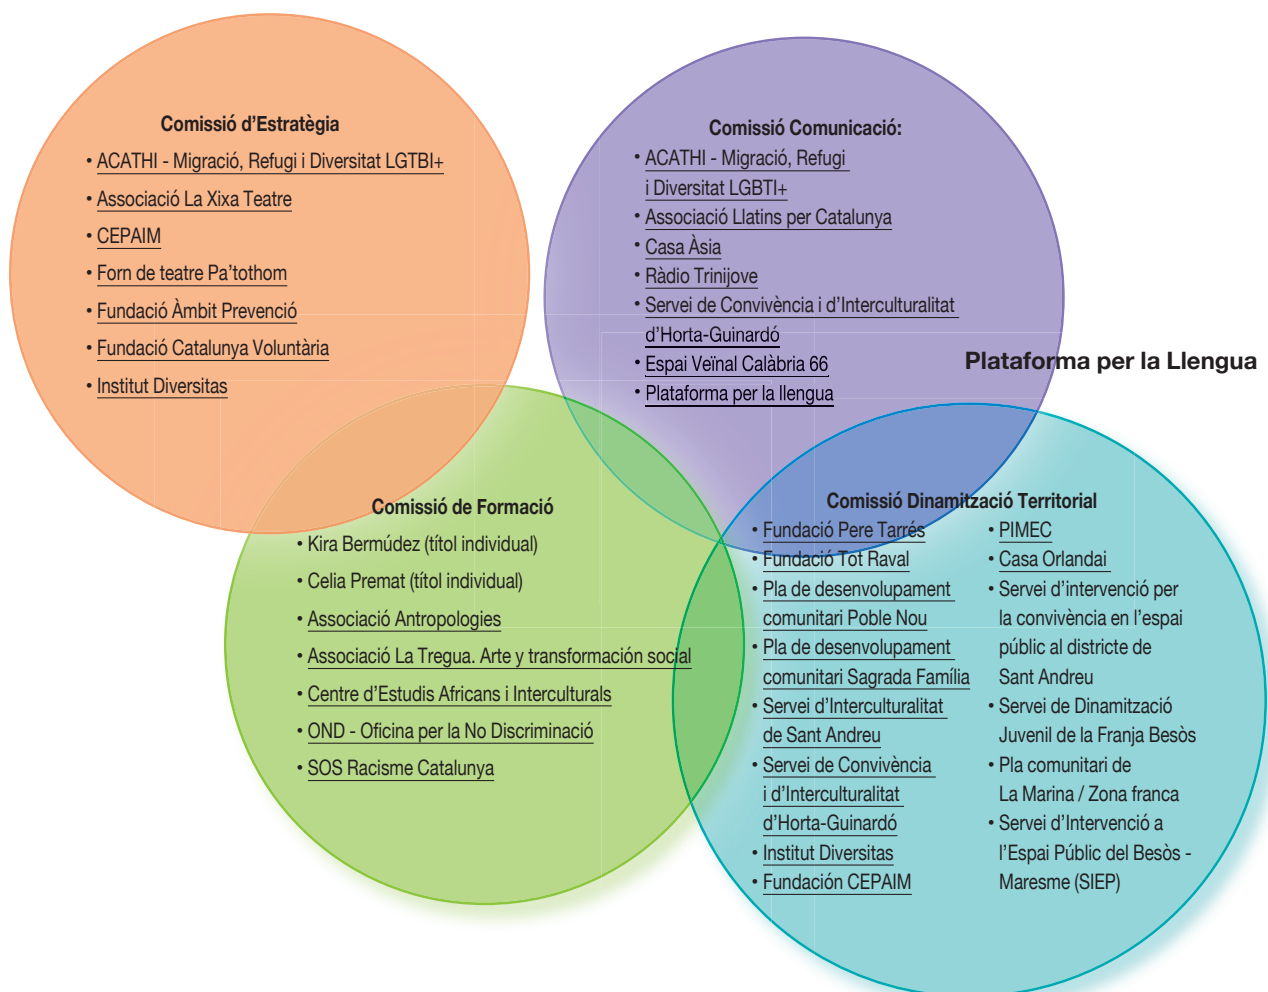 Comissió d'Estratègia
• ACATHI - Migració, Refugi i Diversitat LGTBI+
• Associació La Xixa Teatre
• CEPAIM
• Forn de teatre Pa'tothom
• Fundació Àmbit Prevenció
• Fundació Catalunya Voluntària
• Institut Diversitas
Comissió Comunicació:
• ACATHI - Migració, Refugi
i Diversitat LGBTI+
• Associació Llatins per Catalunya
• Casa Àsia
• Ràdio Trinijove
• Servei de Convivència i d'Interculturalitat
d'Horta-Guinardó
• Espai Veïnal Calàbria 66
• Plataforma per la llengua
Plataforma per la Llengua
Comissió de Formació
• Kira Bermúdez (títol individual)
• Celia Premat (títol individual)
• Associació Antropologies
• Associació La Tregua. Arte y transformación social
• Centre d'Estudis Africans i Interculturals
• OND - Oficina per la No Discriminació
• SOS Racisme Catalunya
Comissió Dinamització Territorial
• Fundació Pere Tarrés
• Fundació Tot Raval
• Pla de desenvolupament
comunitari Poble Nou
• Pla de desenvolupament
comunitari Sagrada Família
• Servei d'Interculturalitat
de Sant Andreu
• Servei de Convivència
i d'Interculturalitat
d'Horta-Guinardó
• Institut Diversitas
• Fundación CEPAIM
• PIMEC
• Casa Orlandai
• Servei d'intervenció per
la convivència en l'espai
públic al districte de
Sant Andreu
• Servei de Dinamització
Juvenil de la Franja Besòs
• Pla comunitari de
La Marina / Zona franca
• Servei d'Intervenció a
l'Espai Públic del Besòs -
Maresme (SIEP)